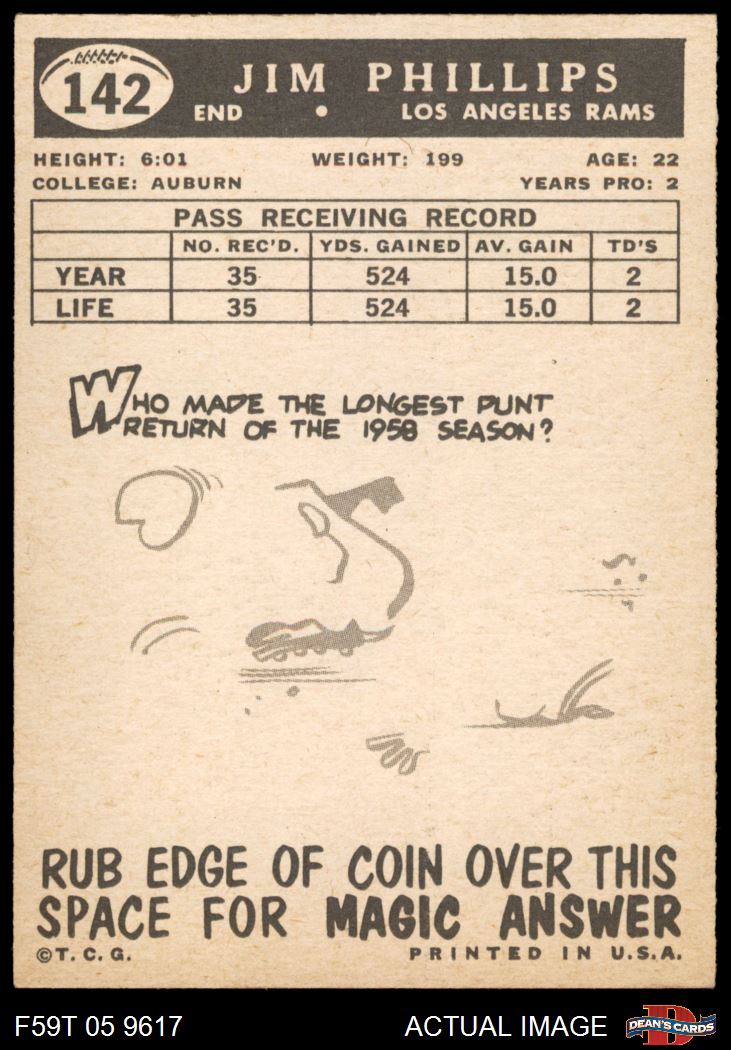 142
JIM PHILLIPS
END • LOS ANGELES RAMS
HEIGHT: 6:01 WEIGHT: 199 AGE: 22
COLLEGE: AUBURN YEARS PRO: 2
PASS RECEIVING RECORD
NO. REC'D. YDS. GAINED AV. GAIN TD'S
YEAR 35 524 15.0 2
LIFE 35 524 15.0 2
WHO MADE THE LONGEST PUNT
RETURN OF THE 1958 SEASON?
RUB EDGE OF COIN OVER THIS
SPACE FOR MAGIC ANSWER
©T. C. G. PRINTED IN U.S.A.
F59T 05 9617 ACTUAL IMAGE D DEAN'S CARDS